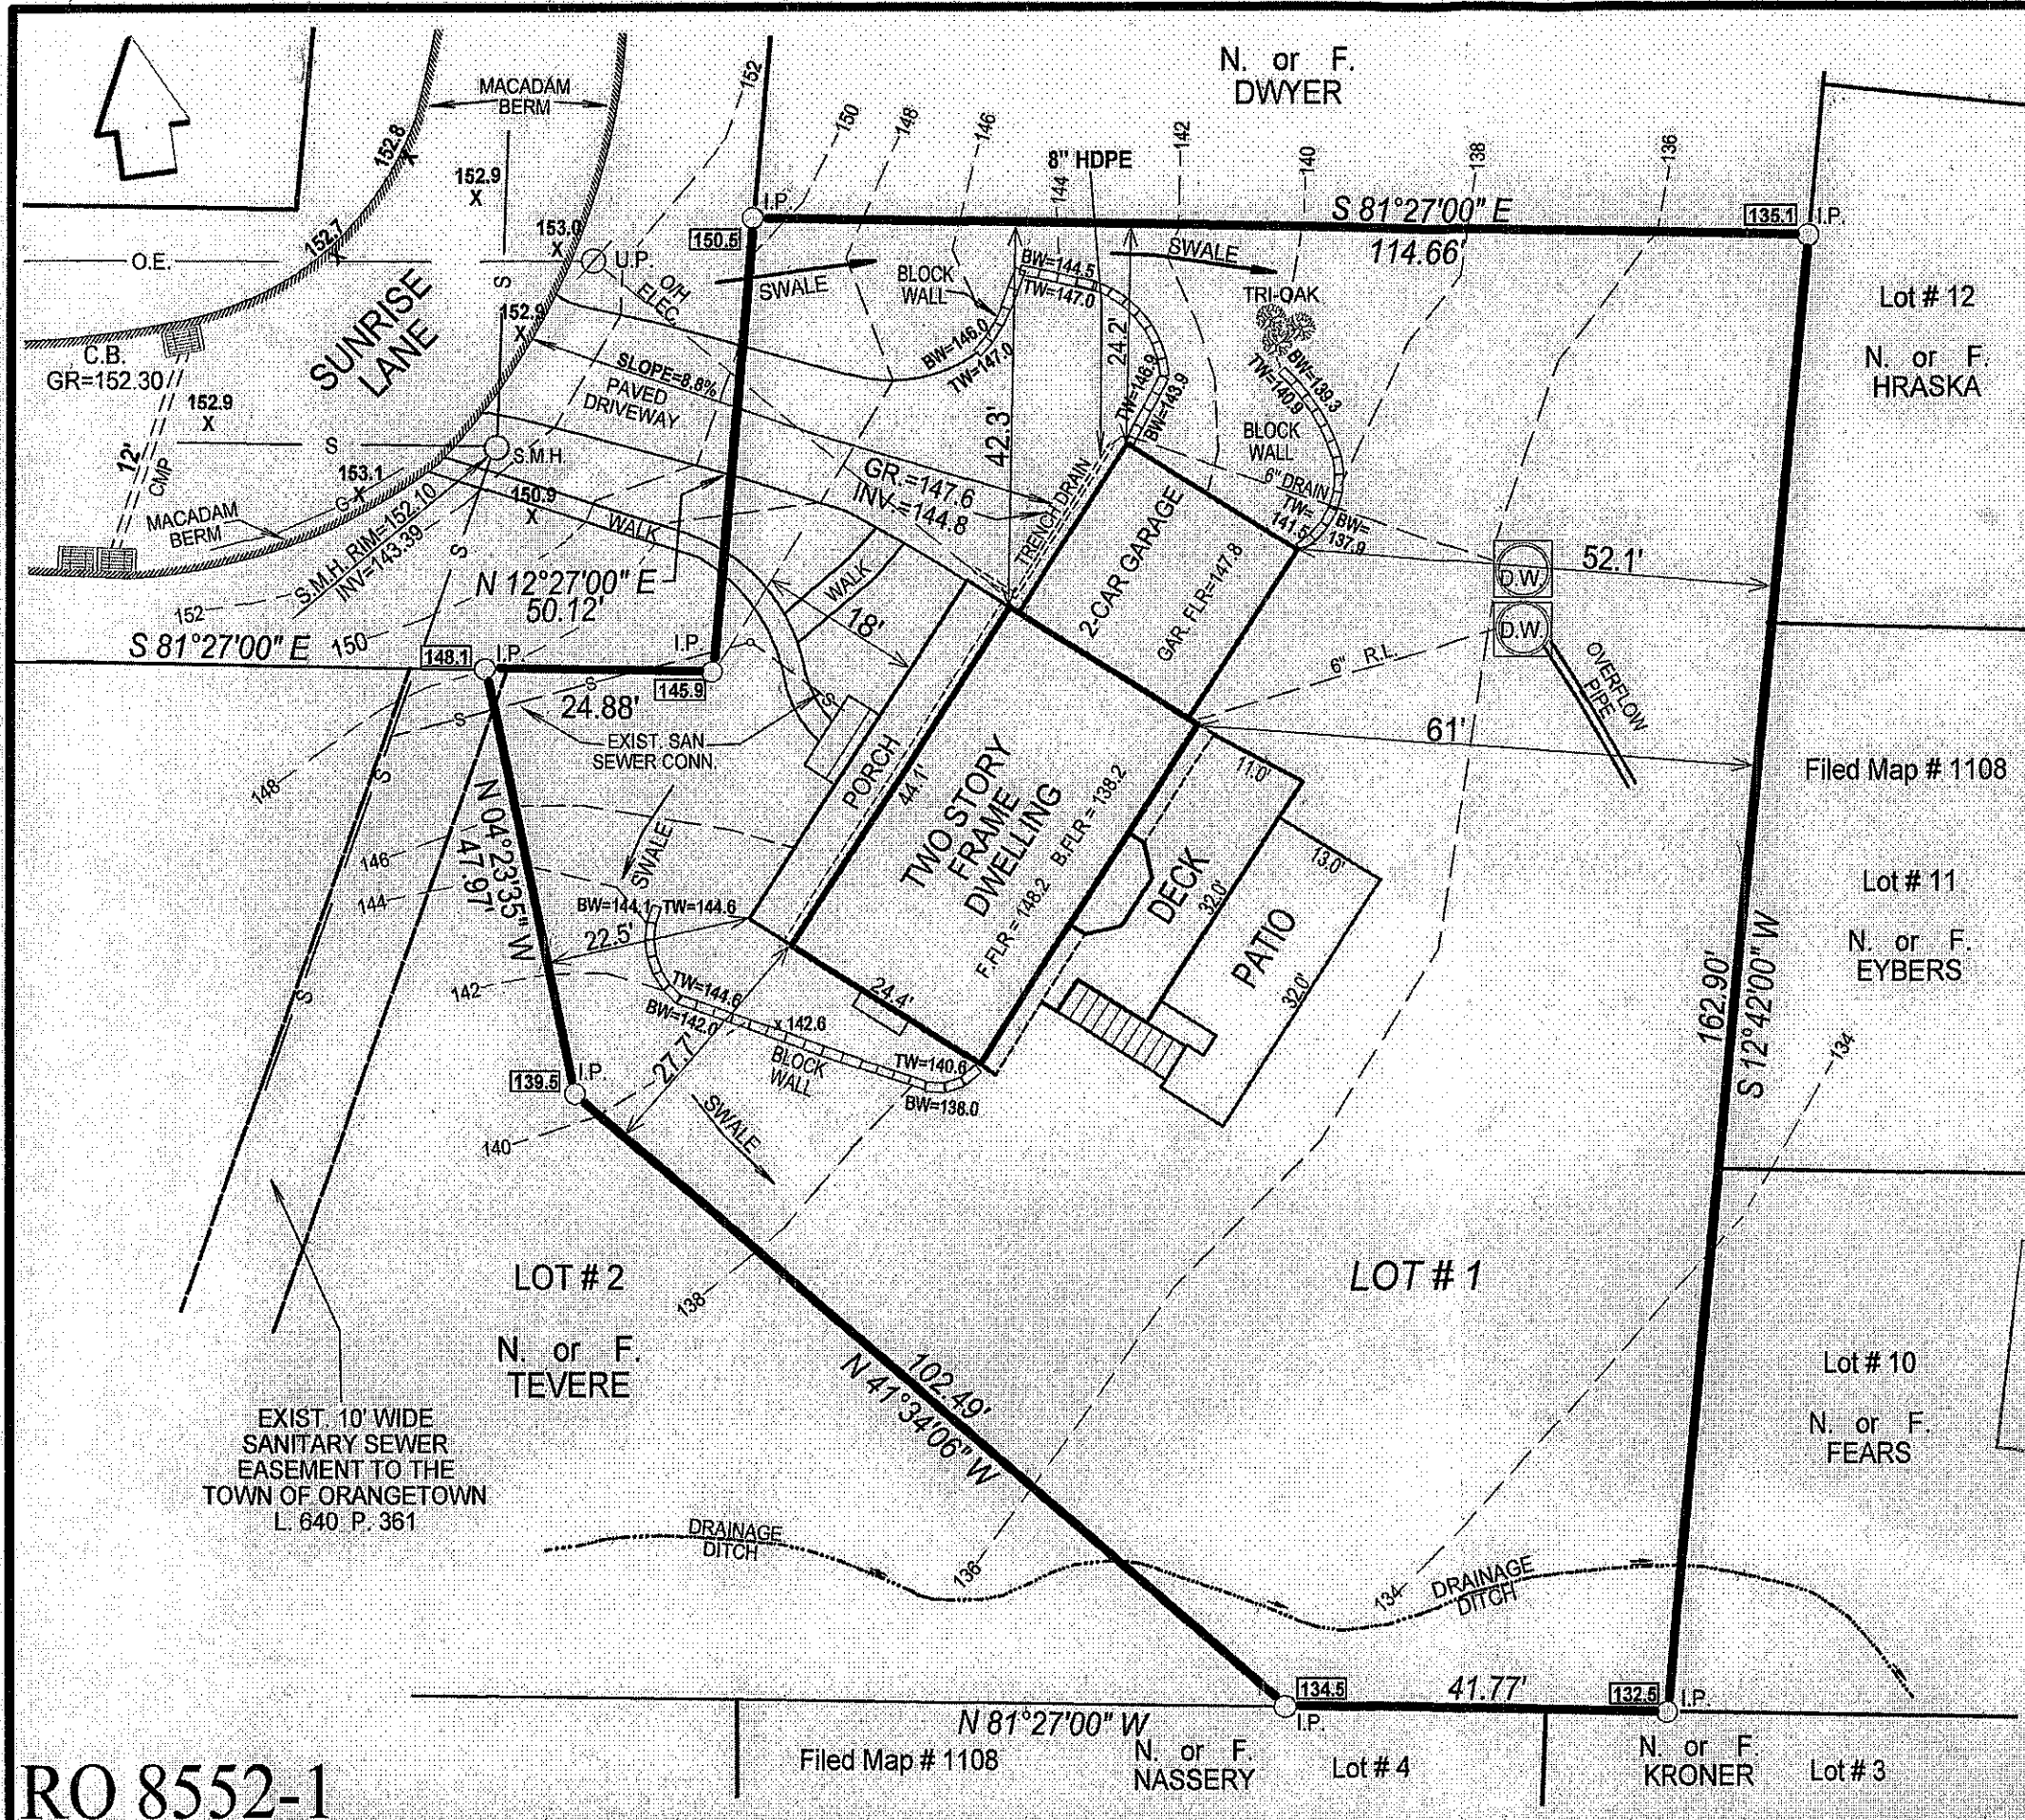 N. or F.
DWYER
MACADAM
BERM
152
150
148
146
144
142
140
138
136
8" HDPE
152.8
152.9
X
152.7
153.0
X
I.P.
150.5
S 81°27'00" E
114.66'
135.1
I.P.
O.E.
U.P.
S
O/H
ELEC.
SWALE
BLOCK
WALL
BW=144.5
TW=147.0
SWALE
TRI-OAK
SUNRISE
LANE
152.9
X
C.B.
GR=152.30
152.9
X
12'
CMP
SLOPE=8.8%
PAVED
DRIVEWAY
BW=146.0
TW=147.0
24.2'
42.3'
TW=146.9
BW=143.9
BW=139.3
TW=140.9
BLOCK
WALL
Lot # 12
N. or F.
HRASKA
S
S.M.H.
153.1
X
G
MACADAM
BERM
S.M.H. RIM=152.10
INV=143.39
150.9
X
WALK
GR.=147.6
INV=144.8
TRENCH DRAIN
2-CAR GARAGE
GAR. FLR=147.8
6" DRAIN
TW=
141.5
BW=
137.9
52.1'
D.W.
D.W.
OVERFLOW
PIPE
N 12°27'00" E
50.12'
WALK
18'
152
150
S 81°27'00" E
148.1
I.P.
I.P.
145.9
24.88'
S
S
S
S
S
S
EXIST. SAN
SEWER CONN.
6" R.L.
61'
Filed Map # 1108
148
146
144
142
140
N 04°23'35" W
47.97'
SWALE
PORCH
44.1'
TWO STORY
FRAME
DWELLING
F.FLR = 148.2 B.FLR = 138.2
11.0'
DECK
32.0'
13.0'
PATIO
32.0'
Lot # 11
N. or F.
EYBERS
BW=144.1
TW=144.6
22.5'
TW=144.6
BW=142.0
x 142.6
24.4'
BLOCK
WALL
TW=140.6
BW=138.0
27.7'
SWALE
139.5
I.P.
162.90'
S 12°42'00" W
134
LOT # 2
N. or F.
TEVERE
138
LOT # 1
102.49'
N 41°34'06" W
Lot # 10
N. or F.
FEARS
EXIST. 10' WIDE
SANITARY SEWER
EASEMENT TO THE
TOWN OF ORANGETOWN
L. 640 P. 361
DRAINAGE
DITCH
136
134
DRAINAGE
DITCH
134.5
I.P.
41.77'
132.5
I.P.
N 81°27'00" W
Filed Map # 1108
N. or F.
NASSERY
Lot # 4
N. or F.
KRONER
Lot # 3
RO 8552-1